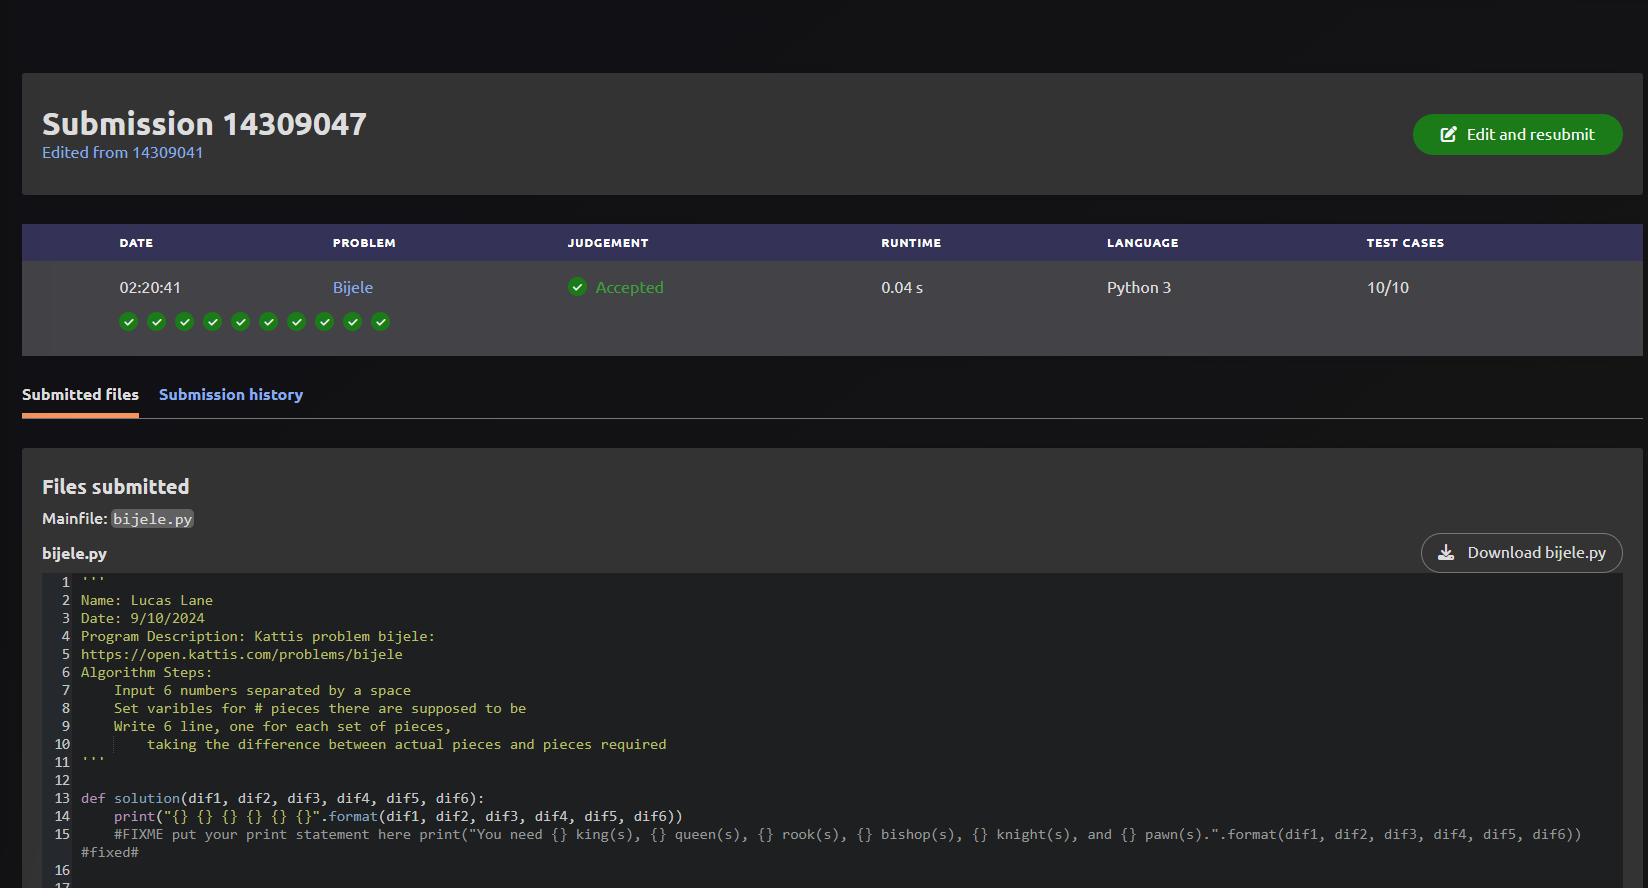 Submission 14309047
Edited from 14309041
Edit and resubmit
DATE PROBLEM JUDGEMENT RUNTIME LANGUAGE TEST CASES
02:20:41 Bijele Accepted 0.04 s Python 3 10/10
Submitted files Submission history
Files submitted
Mainfile: bijele.py
bijele.py
Download bijele.py
1 '''
2 Name: Lucas Lane
3 Date: 9/10/2024
4 Program Description: Kattis problem bijele:
5 https://open.kattis.com/problems/bijele
6 Algorithm Steps:
7     Input 6 numbers separated by a space
8     Set varibles for # pieces there are supposed to be
9     Write 6 line, one for each set of pieces,
10         taking the difference between actual pieces and pieces required
11 '''
12
13 def solution(dif1, dif2, dif3, dif4, dif5, dif6):
14     print("{} {} {} {} {} {}".format(dif1, dif2, dif3, dif4, dif5, dif6))
15     #FIXME put your print statement here print("You need {} king(s), {} queen(s), {} rook(s), {} bishop(s), {} knight(s), and {} pawn(s).".format(dif1, dif2, dif3, dif4, dif5, dif6))
#fixed#
16
17